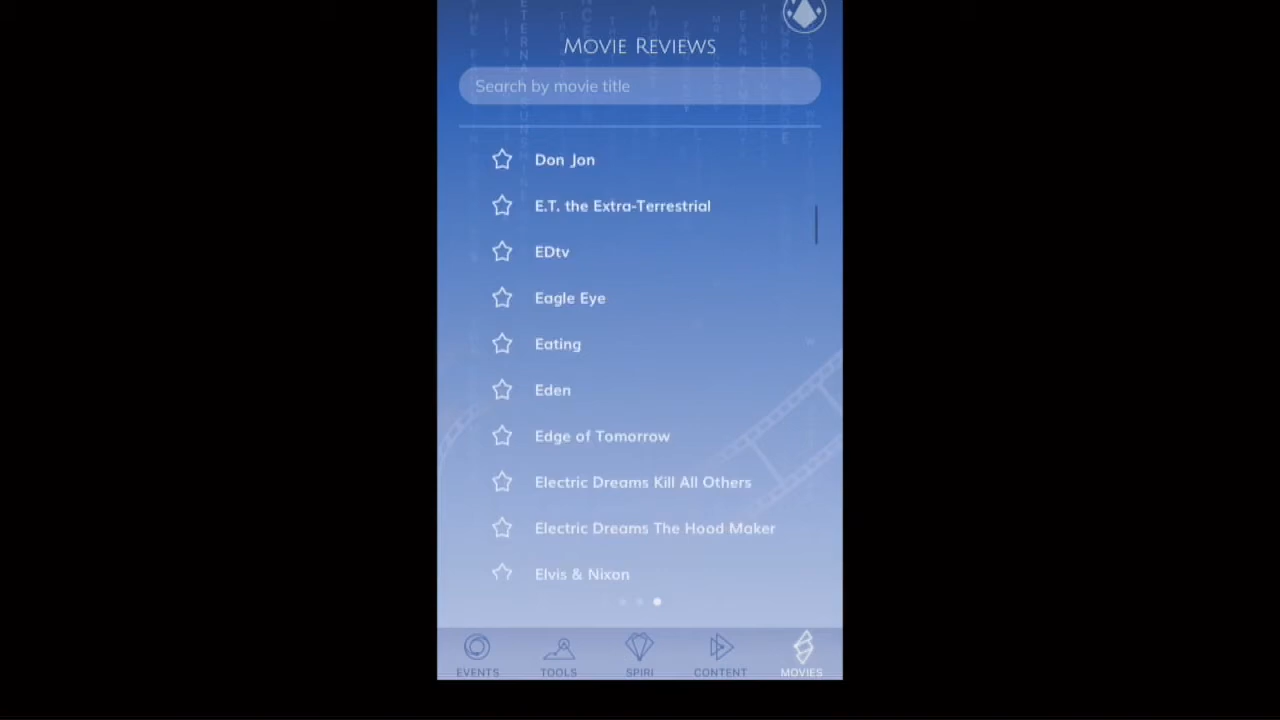 MOVIE REVIEWS
Search by movie title
Don Jon
E.T. the Extra-Terrestrial
EDtv
Eagle Eye
Eating
Eden
Edge of Tomorrow
Electric Dreams Kill All Others
Electric Dreams The Hood Maker
Elvis & Nixon
EVENTS
TOOLS
SPIRI
CONTENT
MOVIES